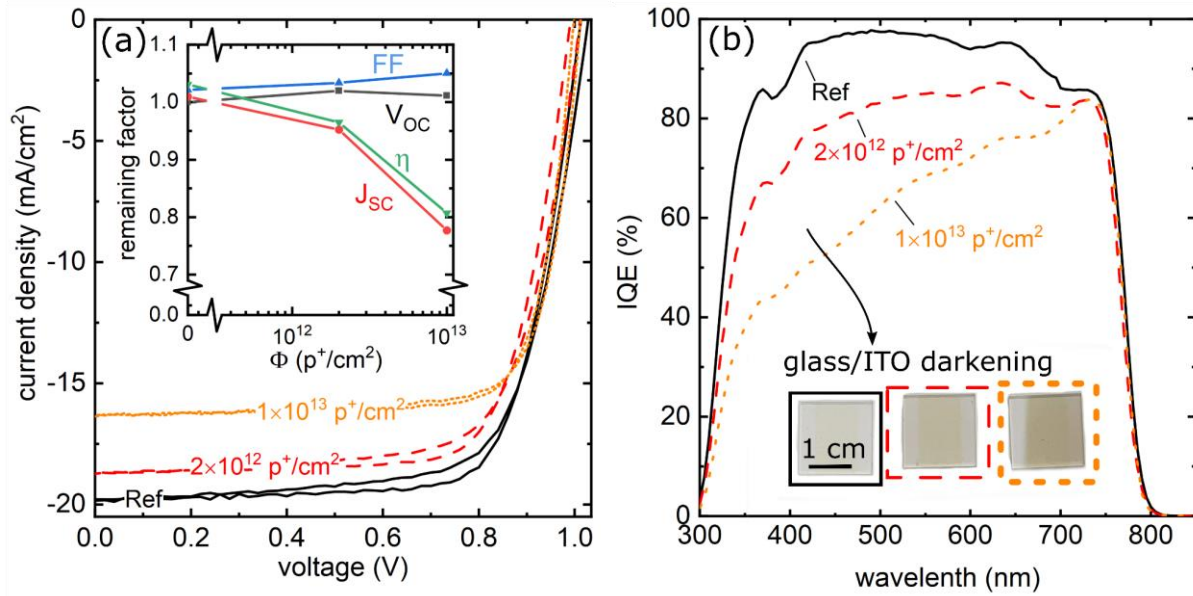 (a)
current density (mA/cm²)
0
-5
-10
-15
-20
0.0
0.2
0.4
0.6
0.8
1.0
voltage (V)
1×10¹³ p⁺/cm²
2×10¹² p⁺/cm²
Ref
remaining factor
1.1
1.0
0.9
0.8
0.7
0.0
FF
V_OC
η
J_SC
0
10¹²
10¹³
Φ (p⁺/cm²)
(b)
IQE (%)
100
80
60
40
20
0
Ref
2×10¹² p⁺/cm²
1×10¹³ p⁺/cm²
glass/ITO darkening
1 cm
300
400
500
600
700
800
wavelenth (nm)